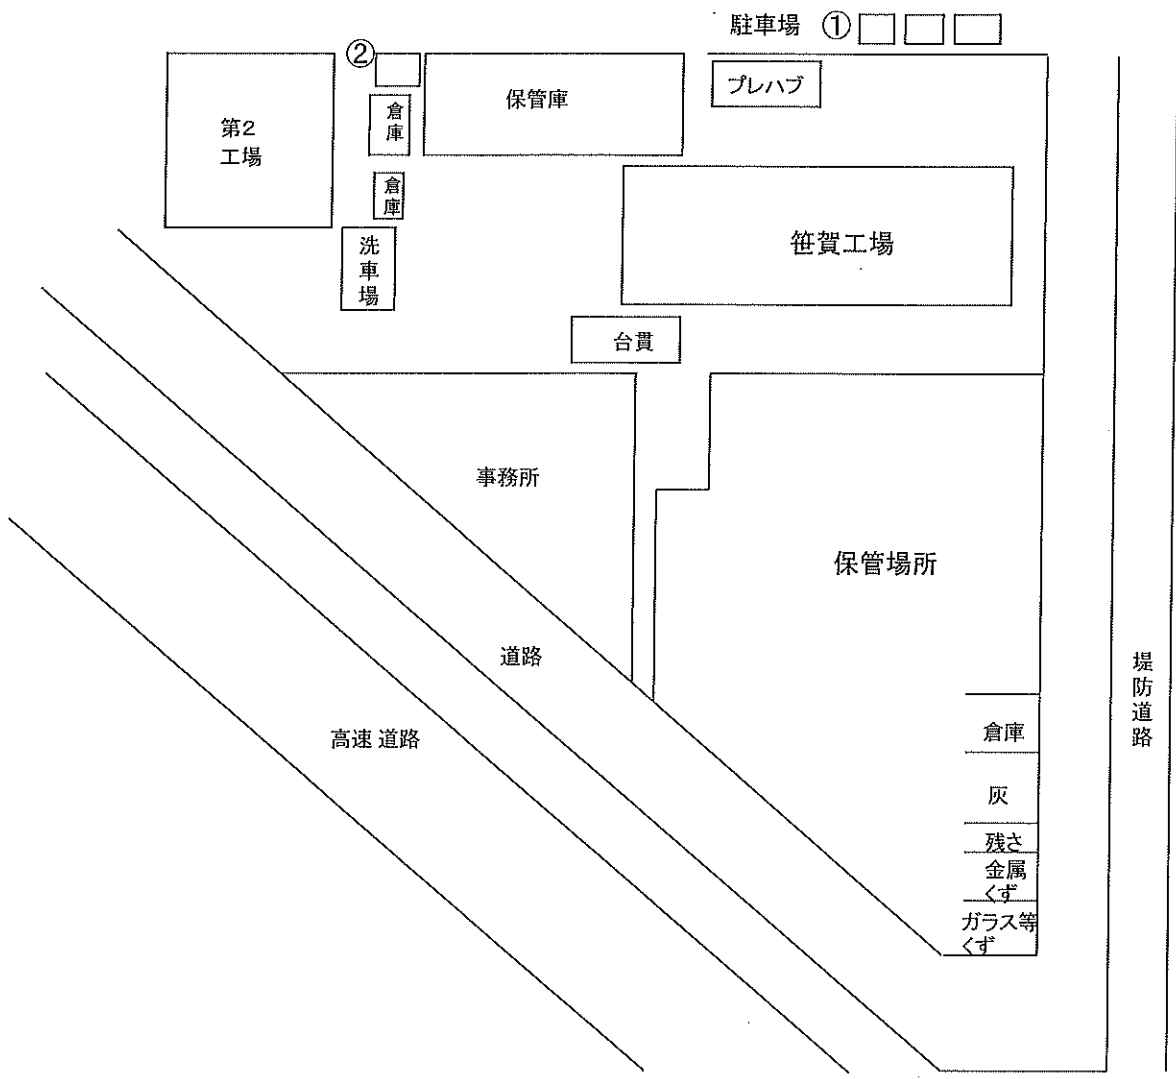 駐車場 ①
②
プレハブ
保管庫
倉庫
第2
工場
倉庫
笹賀工場
洗車場
台貫
事務所
保管場所
道路
堤防道路
高速道路
倉庫
灰
残さ
金属
くず
ガラス等
くず